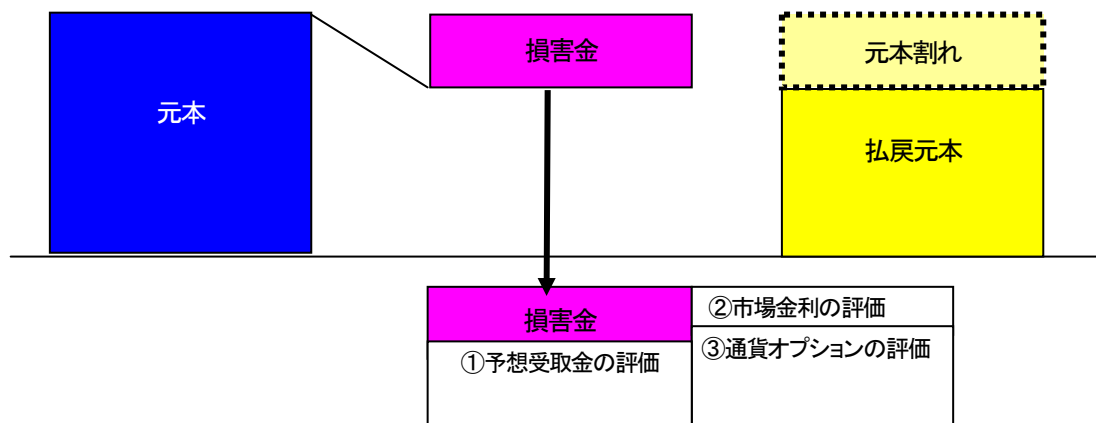 元本
損害金
元本割れ
払戻元本
損害金
①予想受取金の評価
②市場金利の評価
③通貨オプションの評価